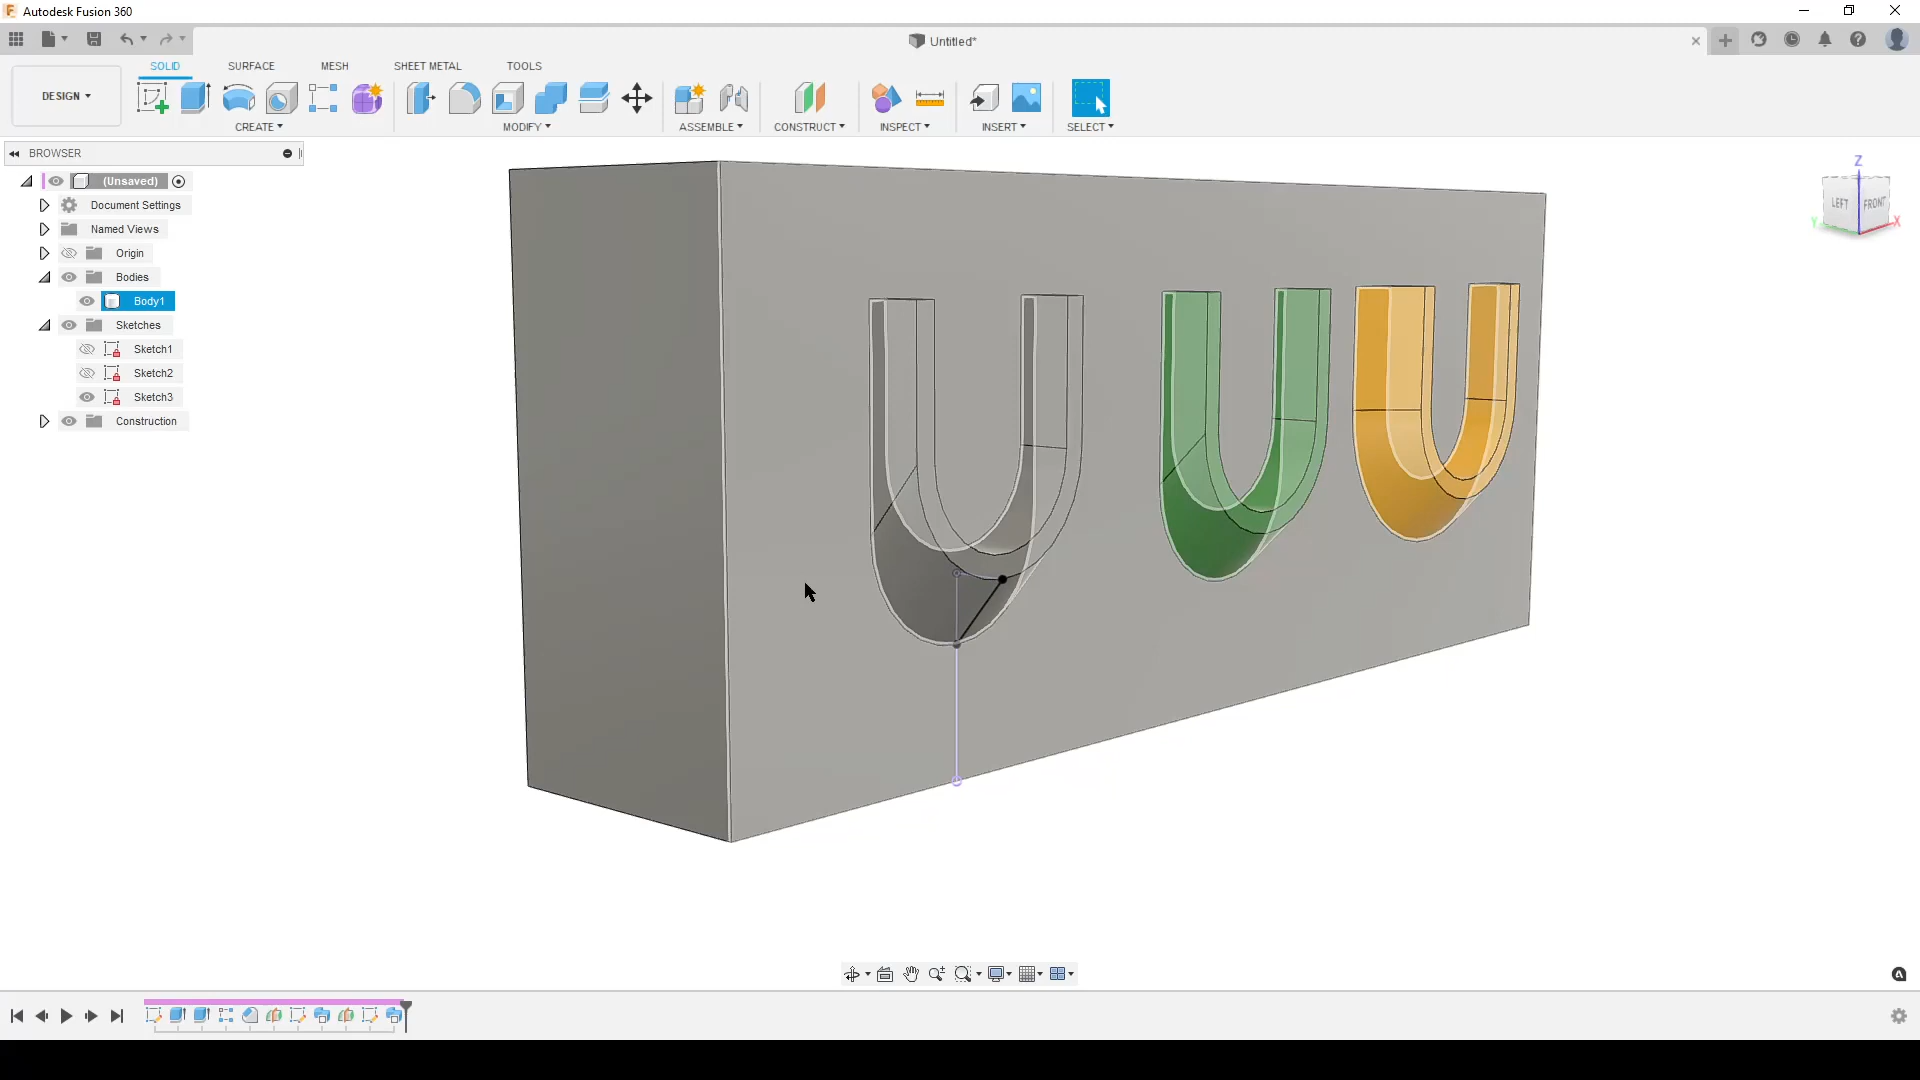 Autodesk Fusion 360
Untitled*
DESIGN
SOLID
SURFACE
MESH
SHEET METAL
TOOLS
CREATE
MODIFY
ASSEMBLE
CONSTRUCT
INSPECT
INSERT
SELECT
BROWSER
(Unsaved)
Document Settings
Named Views
Origin
Bodies
Body1
Sketches
Sketch1
Sketch2
Sketch3
Construction
Z
LEFT
FRONT
Y
X